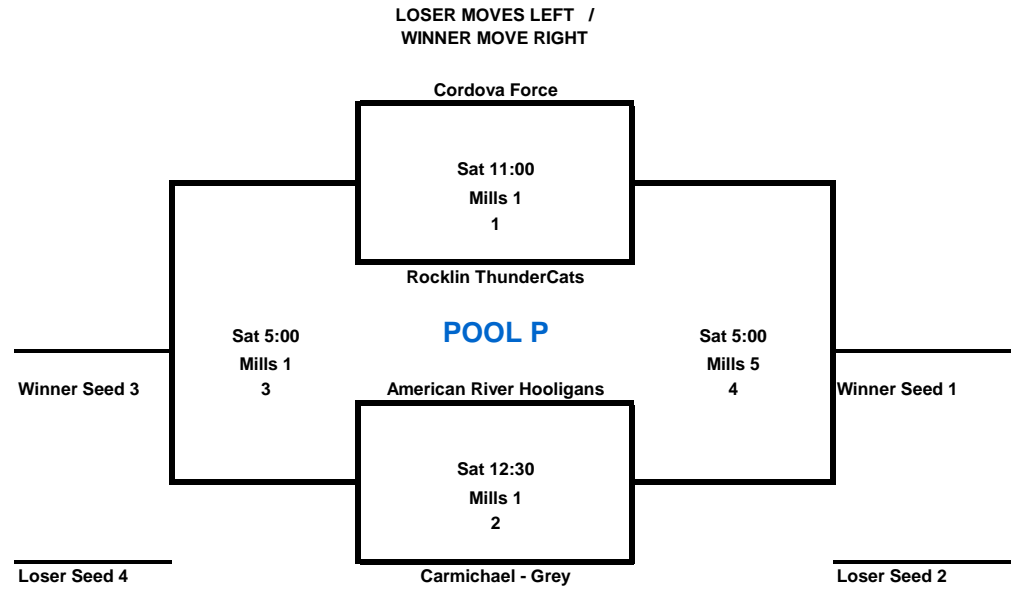 LOSER MOVES LEFT /
WINNER MOVE RIGHT
Cordova Force
Sat 11:00
Mills 1
1
Rocklin ThunderCats
POOL P
Sat 5:00
Mills 1
3
Sat 5:00
Mills 5
4
Winner Seed 3
American River Hooligans
Winner Seed 1
Sat 12:30
Mills 1
2
Loser Seed 4
Carmichael - Grey
Loser Seed 2